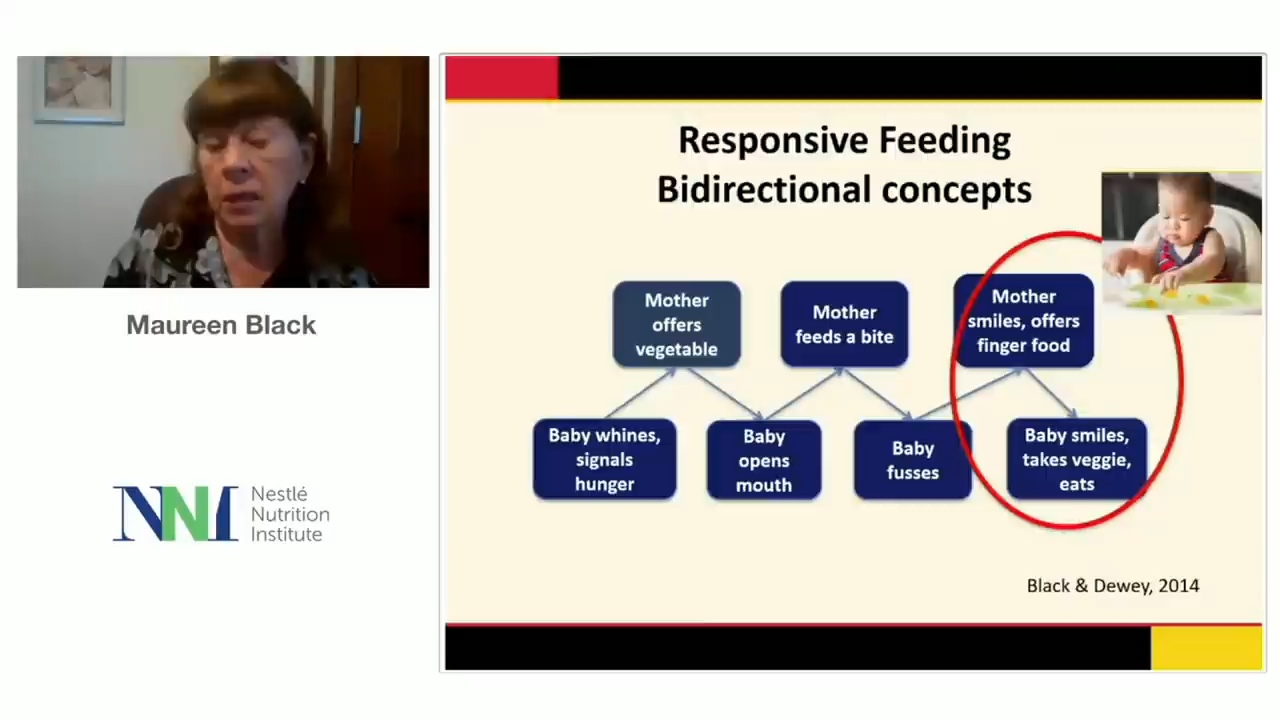 Maureen Black
NNI
Nestlé
Nutrition
Institute
Responsive Feeding
Bidirectional concepts
Mother
offers
vegetable
Mother
feeds a bite
Mother
smiles, offers
finger food
Baby whines,
signals
hunger
Baby
opens
mouth
Baby
fusses
Baby smiles,
takes veggie,
eats
Black & Dewey, 2014